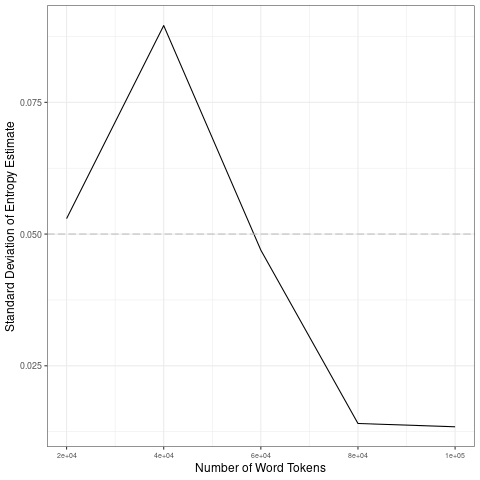 Standard Deviation of Entropy Estimate
0.075
0.050
0.025
2e+04 4e+04 6e+04 8e+04 1e+05
Number of Word Tokens